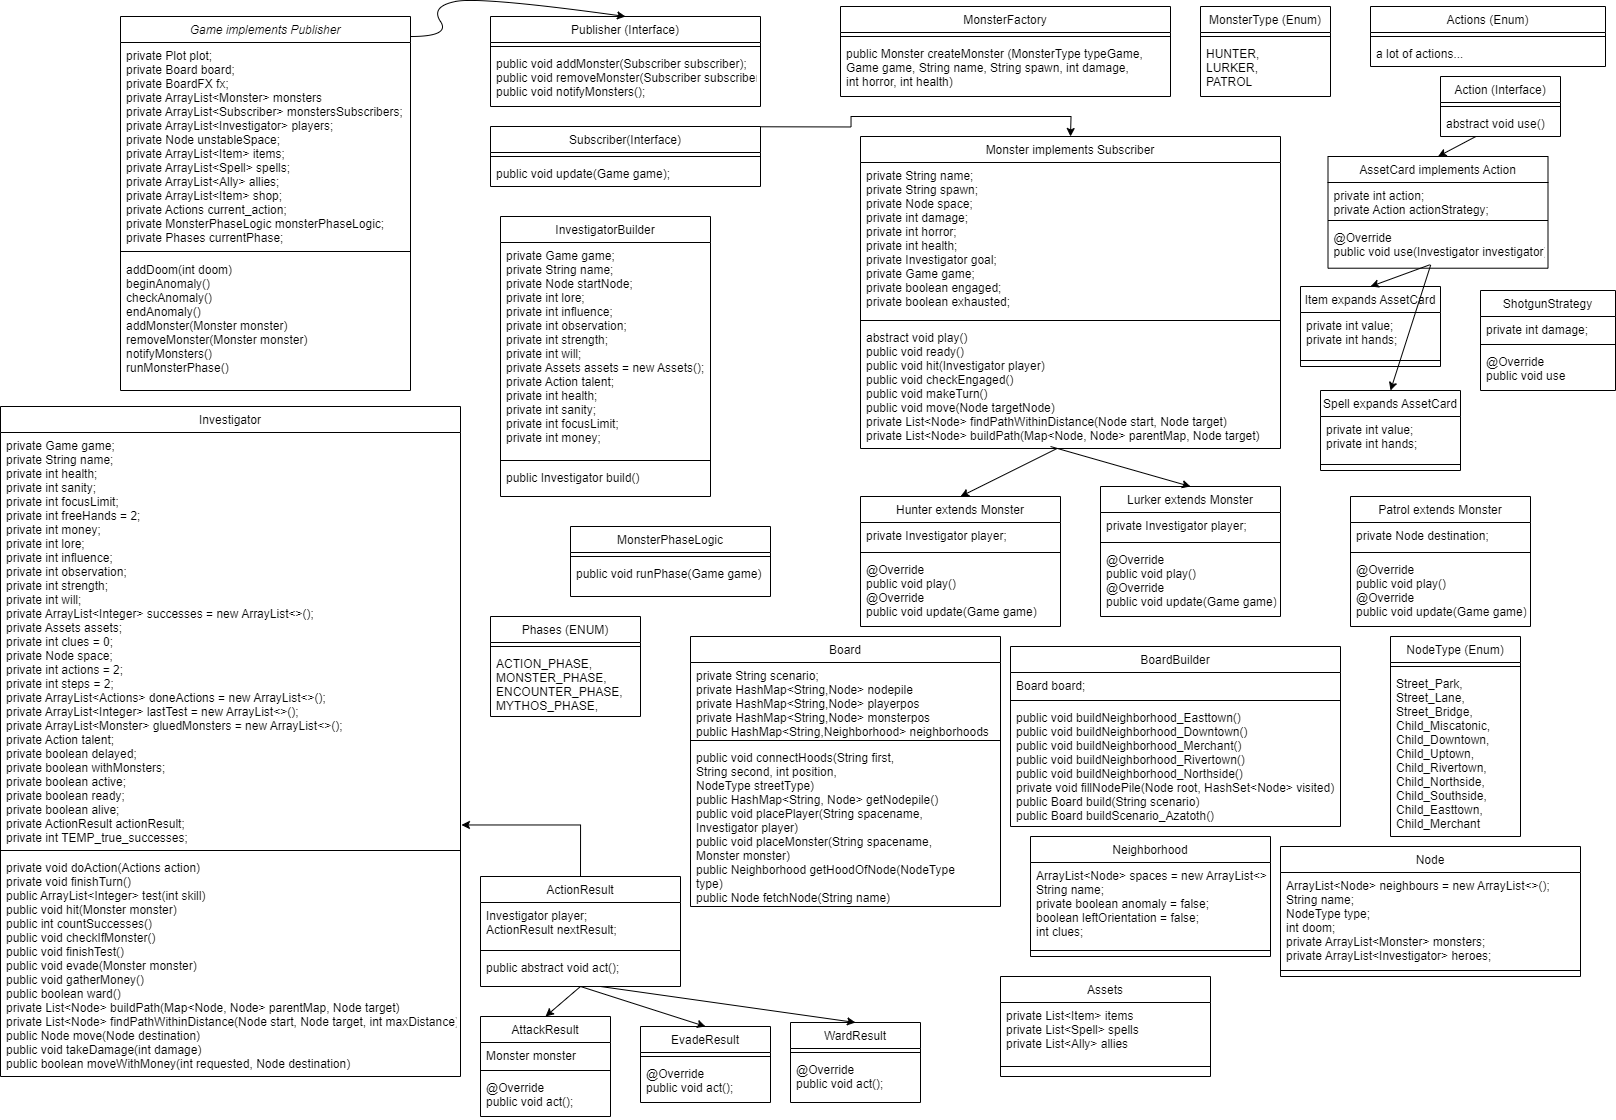 Game implements Publisher
private Plot plot;
private Board board;
private BoardFX fx;
private ArrayList<Monster> monsters
private ArrayList<Subscriber> monstersSubscribers;
private ArrayList<Investigator> players;
private Node unstableSpace;
private ArrayList<Item> items;
private ArrayList<Spell> spells;
private ArrayList<Ally> allies;
private ArrayList<Item> shop;
private Actions current_action;
private MonsterPhaseLogic monsterPhaseLogic;
private Phases currentPhase;
addDoom(int doom)
beginAnomaly()
checkAnomaly()
endAnomaly()
addMonster(Monster monster)
removeMonster(Monster monster)
notifyMonsters()
runMonsterPhase()
Publisher (Interface)
public void addMonster(Subscriber subscriber);
public void removeMonster(Subscriber subscribe
public void notifyMonsters();
Subscriber(Interface)
public void update(Game game);
MonsterFactory
public Monster createMonster (MonsterType typeGame,
Game game, String name, String spawn, int damage,
int horror, int health)
MonsterType (Enum)
HUNTER,
LURKER,
PATROL
Actions (Enum)
a lot of actions...
Action (Interface)
abstract void use()
AssetCard implements Action
private int action;
private Action actionStrategy;
@Override
public void use(Investigator investigator
Item expands AssetCard
private int value;
private int hands;
ShotgunStrategy
private int damage;
@Override
public void use
Spell expands AssetCard
private int value;
private int hands;
Monster implements Subscriber
private String name;
private String spawn;
private Node space;
private int damage;
private int horror;
private int health;
private Investigator goal;
private Game game;
private boolean engaged;
private boolean exhausted;
abstract void play()
public void ready()
public void hit(Investigator player)
public void checkEngaged()
public void makeTurn()
public void move(Node targetNode)
private List<Node> findPathWithinDistance(Node start, Node target)
private List<Node> buildPath(Map<Node, Node> parentMap, Node target)
InvestigatorBuilder
private Game game;
private String name;
private Node startNode;
private int lore;
private int influence;
private int observation;
private int strength;
private int will;
private Assets assets = new Assets();
private Action talent;
private int health;
private int sanity;
private int focusLimit;
private int money;
public Investigator build()
Investigator
private Game game;
private String name;
private int health;
private int sanity;
private int focusLimit;
private int freeHands = 2;
private int money;
private int lore;
private int influence;
private int observation;
private int strength;
private int will;
private ArrayList<Integer> successes = new ArrayList<>();
private Assets assets;
private int clues = 0;
private Node space;
private int actions = 2;
private int steps = 2;
private ArrayList<Actions> doneActions = new ArrayList<>();
private ArrayList<Integer> lastTest = new ArrayList<>();
private ArrayList<Monster> gluedMonsters = new ArrayList<>();
private Action talent;
private boolean delayed;
private boolean withMonsters;
private boolean active;
private boolean ready;
private boolean alive;
private ActionResult actionResult;
private int TEMP_true_successes;
private void doAction(Actions action)
private void finishTurn()
public ArrayList<Integer> test(int skill)
public void hit(Monster monster)
public int countSuccesses()
public void checkIfMonster()
public void finishTest()
public void evade(Monster monster)
public void gatherMoney()
public boolean ward()
private List<Node> buildPath(Map<Node, Node> parentMap, Node target)
private List<Node> findPathWithinDistance(Node start, Node target, int maxDistance)
public Node move(Node destination)
public void takeDamage(int damage)
public boolean moveWithMoney(int requested, Node destination)
MonsterPhaseLogic
public void runPhase(Game game)
Phases (ENUM)
ACTION_PHASE,
MONSTER_PHASE,
ENCOUNTER_PHASE,
MYTHOS_PHASE,
Hunter extends Monster
private Investigator player;
@Override
public void play()
@Override
public void update(Game game)
Lurker extends Monster
private Investigator player;
@Override
public void play()
@Override
public void update(Game game)
Patrol extends Monster
private Node destination;
@Override
public void play()
@Override
public void update(Game game)
Board
private String scenario;
private HashMap<String,Node> nodepile
private HashMap<String,Node> playerpos
private HashMap<String,Node> monsterpos
public HashMap<String,Neighborhood> neighborhoods
public void connectHoods(String first,
String second, int position,
NodeType streetType)
public HashMap<String, Node> getNodepile()
public void placePlayer(String spacename,
Investigator player)
public void placeMonster(String spacename,
Monster monster)
public Neighborhood getHoodOfNode(NodeType
type)
public Node fetchNode(String name)
BoardBuilder
Board board;
public void buildNeighborhood_Easttown()
public void buildNeighborhood_Downtown()
public void buildNeighborhood_Merchant()
public void buildNeighborhood_Rivertown()
public void buildNeighborhood_Northside()
private void fillNodePile(Node root, HashSet<Node> visited)
public Board build(String scenario)
public Board buildScenario_Azatoth()
NodeType (Enum)
Street_Park,
Street_Lane,
Street_Bridge,
Child_Miscatonic,
Child_Downtown,
Child_Uptown,
Child_Rivertown,
Child_Northside,
Child_Southside,
Child_Easttown,
Child_Merchant
Neighborhood
ArrayList<Node> spaces = new ArrayList<>
String name;
private boolean anomaly = false;
boolean leftOrientation = false;
int clues;
Node
ArrayList<Node> neighbours = new ArrayList<>();
String name;
NodeType type;
int doom;
private ArrayList<Monster> monsters;
private ArrayList<Investigator> heroes;
ActionResult
Investigator player;
ActionResult nextResult;
public abstract void act();
AttackResult
Monster monster
@Override
public void act();
EvadeResult
@Override
public void act();
WardResult
@Override
public void act();
Assets
private List<Item> items
private List<Spell> spells
private List<Ally> allies